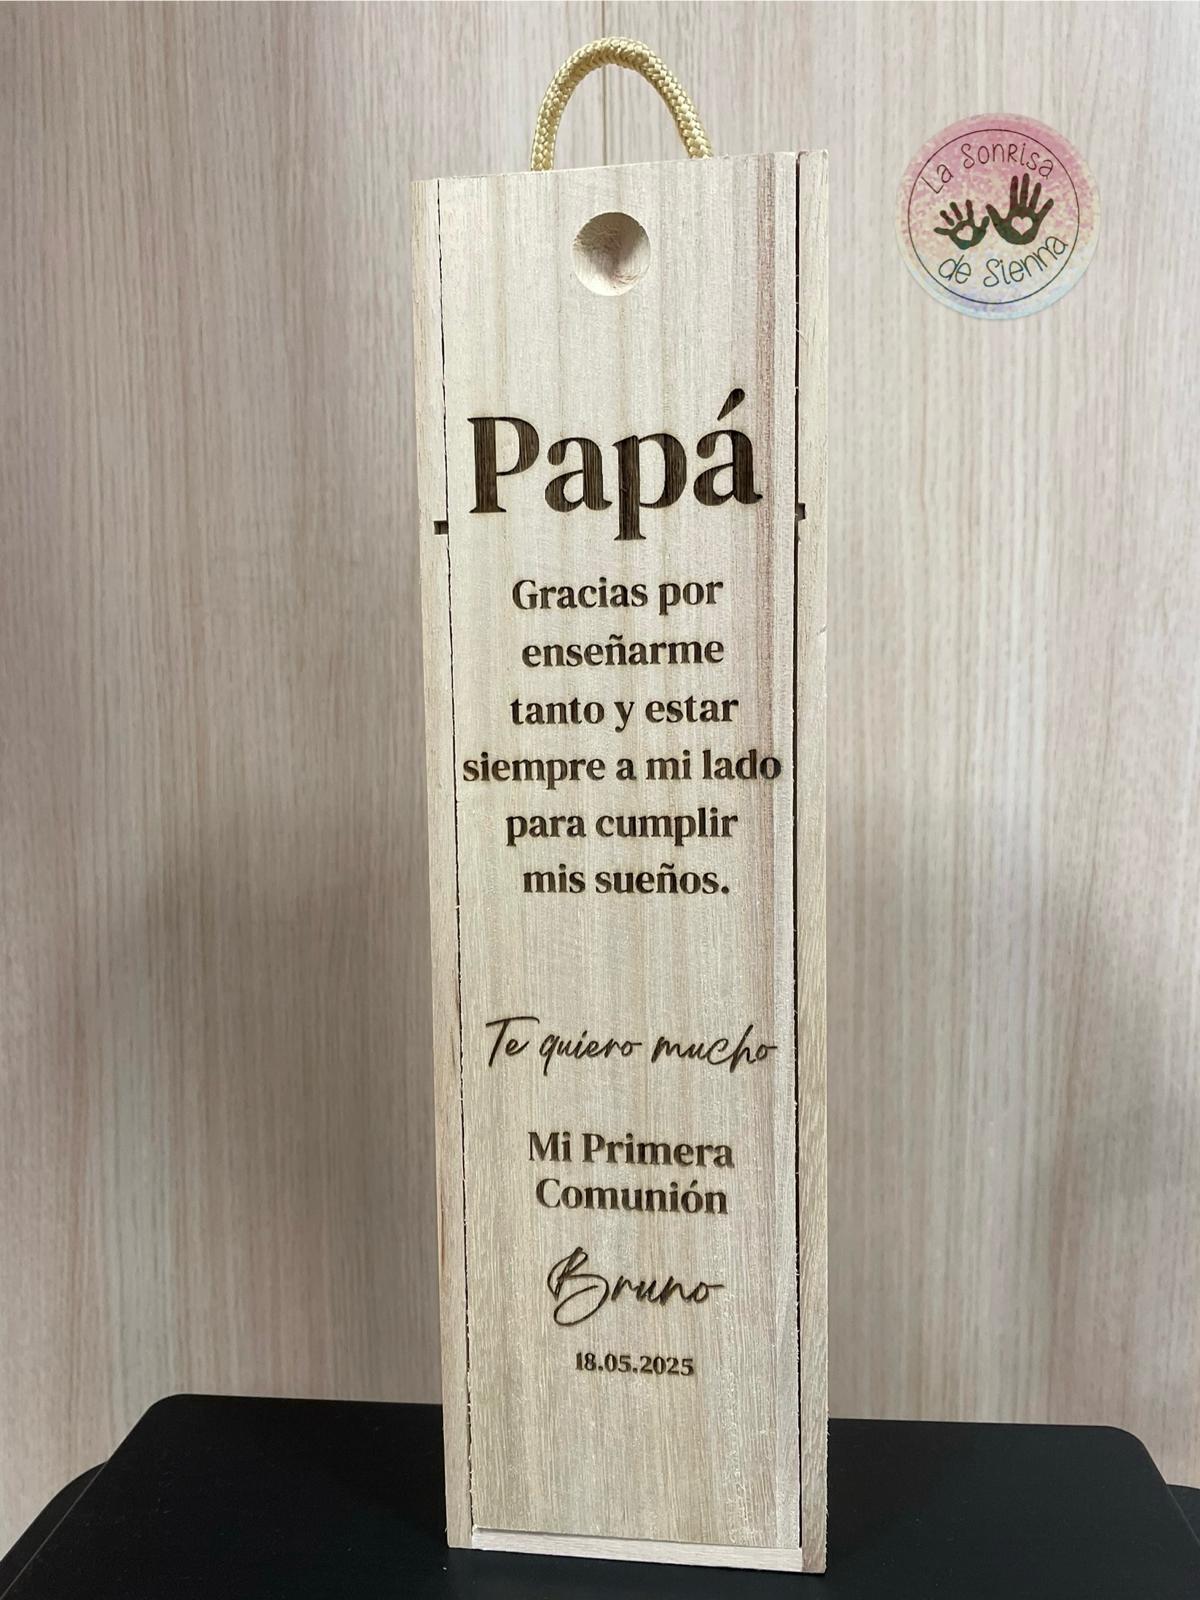 La Sonrisa
de Sienna
Papá
Gracias por
enseñarme
tanto y estar
siempre a mi lado
para cumplir
mis sueños.
Te quiero mucho
Mi Primera
Comunión
Bruno
18.05.2025